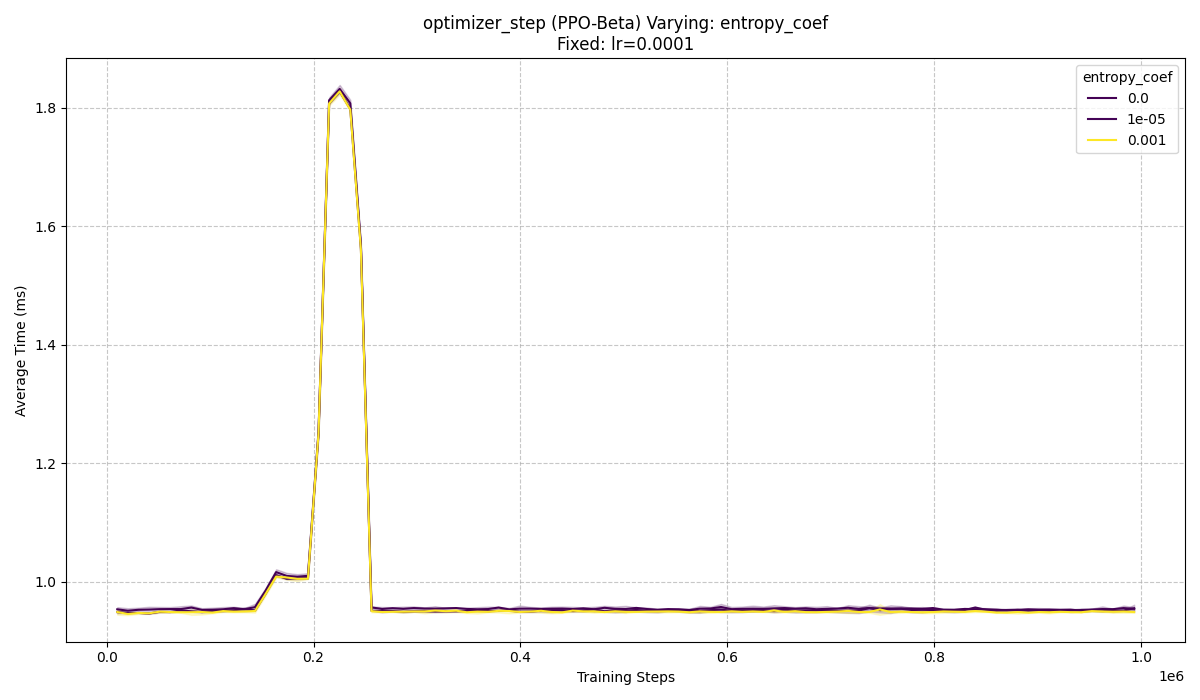 optimizer_step (PPO-Beta) Varying: entropy_coef
Fixed: lr=0.0001
entropy_coef
0.0
1e-05
0.001
Average Time (ms)
1.8
1.6
1.4
1.2
1.0
0.0 0.2 0.4 0.6 0.8 1.0
1e6
Training Steps